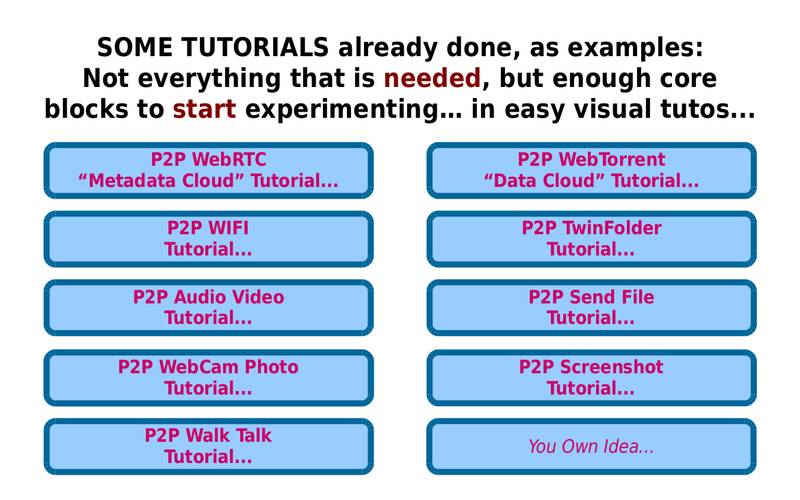 SOME TUTORIALS already done, as examples:
Not everything that is needed, but enough core
blocks to start experimenting... in easy visual tutos...
P2P WebRTC
“Metadata Cloud” Tutorial...
P2P WebTorrent
“Data Cloud” Tutorial...
P2P WIFI
Tutorial...
P2P TwinFolder
Tutorial...
P2P Audio Video
Tutorial...
P2P Send File
Tutorial...
P2P WebCam Photo
Tutorial...
P2P Screenshot
Tutorial...
P2P Walk Talk
Tutorial...
You Own Idea...